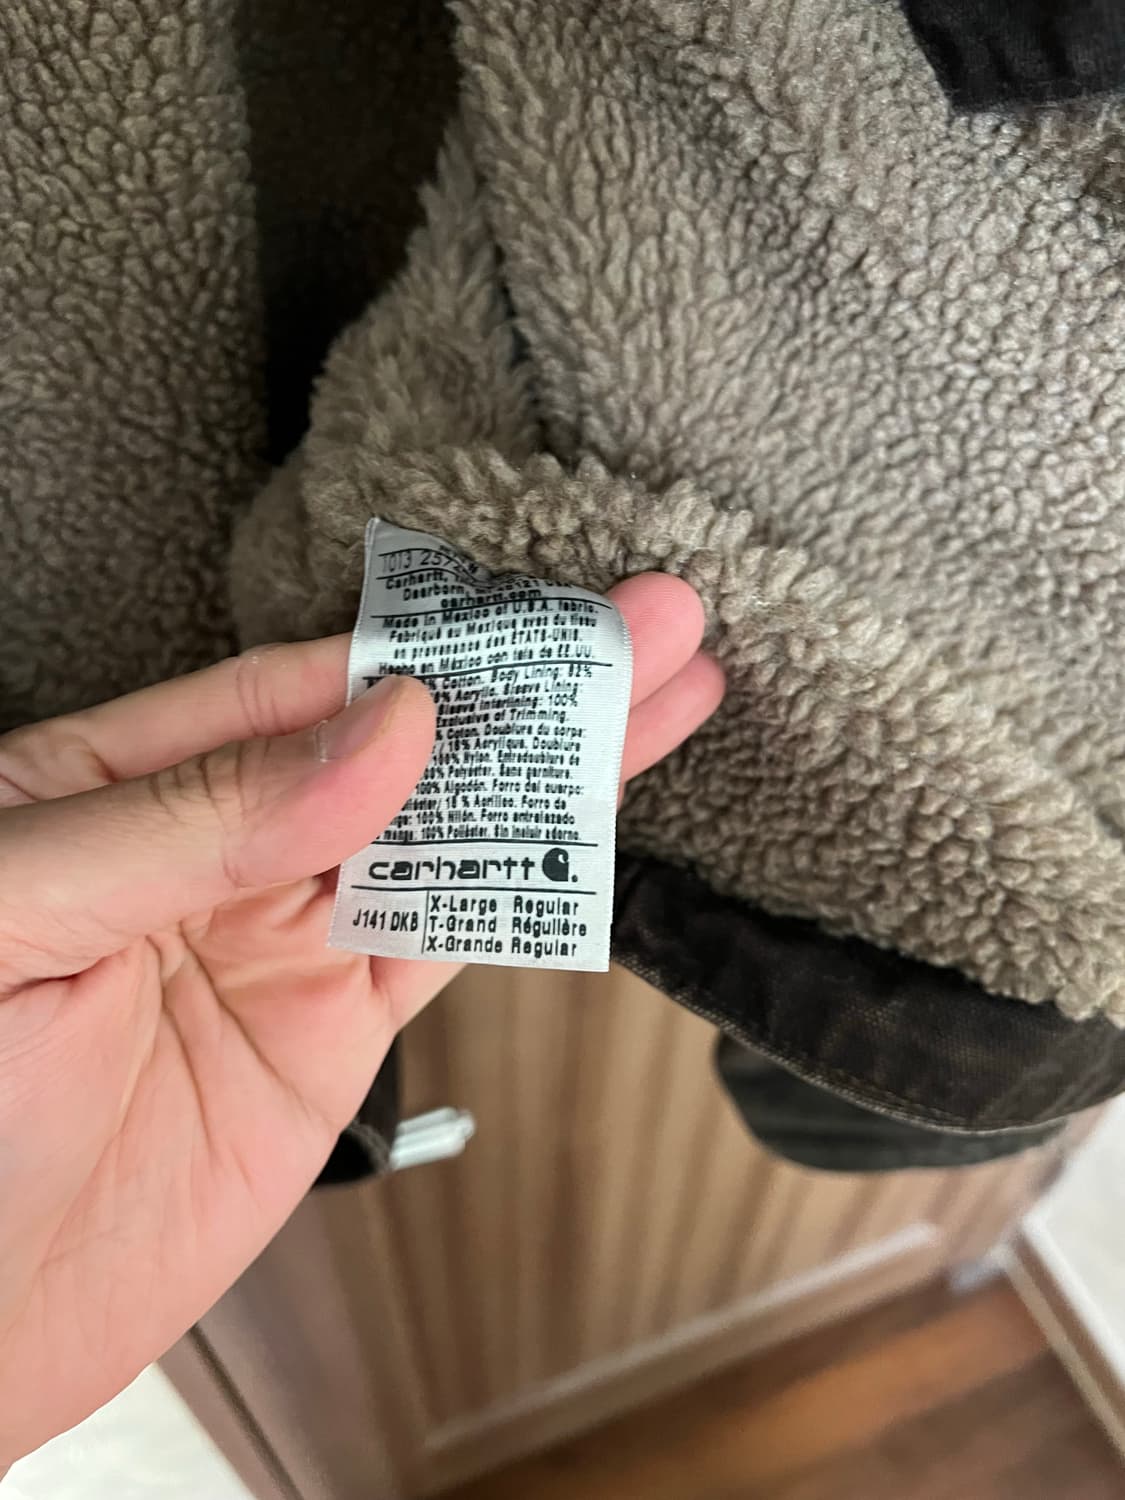 1013
Carhartt,
Dearborn,
carhartt.com
Made in Mexico of U.S.A. fabric.
Fabriqué au Mexique avec du tissu
en provenance des ÉTATS-UNIS.
Hecho en México con tela de EE.UU.
Cotton. Body Lining: 82%
Acrylic. Sleeve Lining:
Sleeve Interlining: 100%
Exclusive of Trimming.
Coton. Doublure du corps:
/ 18% Acrylique. Doublure
100% Nylon. Entredoublure de
Polyester. Sans garniture.
100% Algodón. Forro del cuerpo:
/ 18 % Acrílico. Forro de
100% Nilón. Forro entrelazado
manga: 100% Poliéster. Sin incluir adorno.
carhartt
J141 DKB
X-Large Regular
T-Grand Régulière
X-Grande Regular